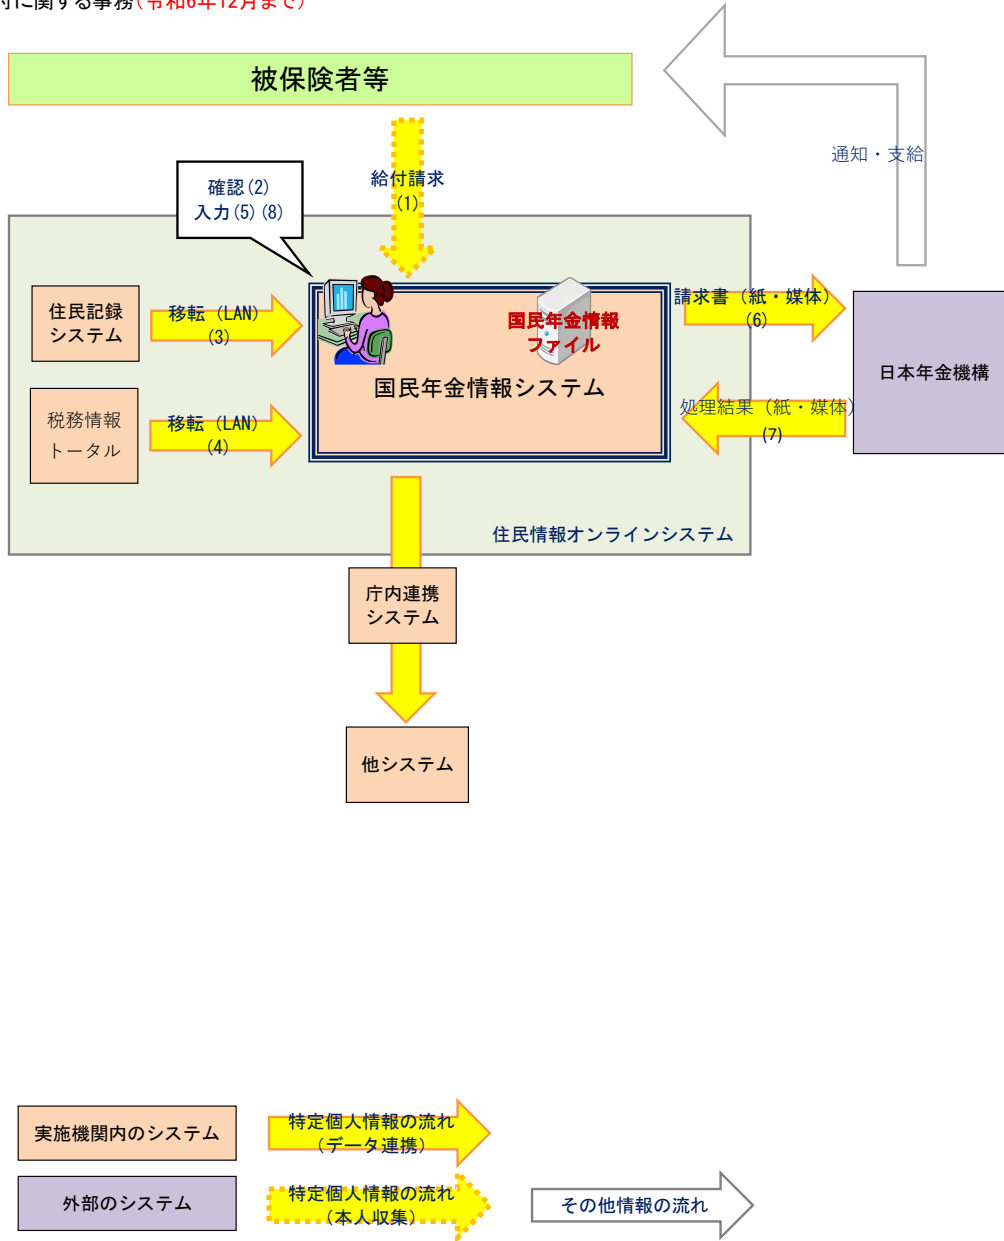 付に関する事務(令和6年12月まで)
被保険者等
通知・支給
確認(2)
入力(5)(8)
給付請求
(1)
住民記録
システム
移転（LAN）
(3)
国民年金情報
ファイル
国民年金情報システム
請求書（紙・媒体）
(6)
日本年金機構
税務情報
トータル
移転（LAN）
(4)
処理結果（紙・媒体）
(7)
住民情報オンラインシステム
庁内連携
システム
他システム
実施機関内のシステム
特定個人情報の流れ
（データ連携）
外部のシステム
特定個人情報の流れ
（本人収集）
その他情報の流れ